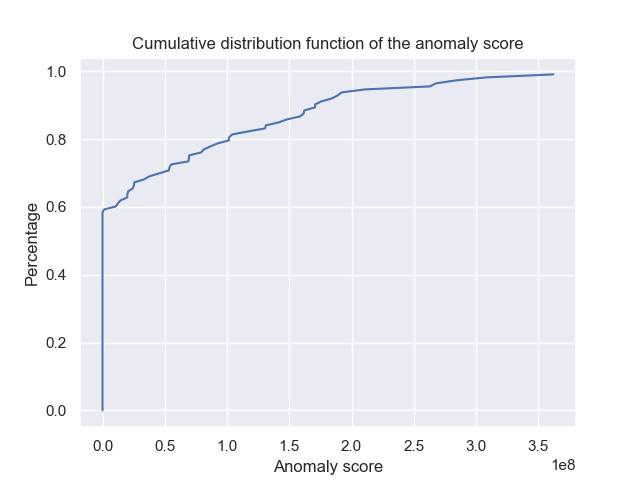 Cumulative distribution function of the anomaly score
1.0
0.8
0.6
0.4
0.2
0.0
Percentage
0.0 0.5 1.0 1.5 2.0 2.5 3.0 3.5
1e8
Anomaly score